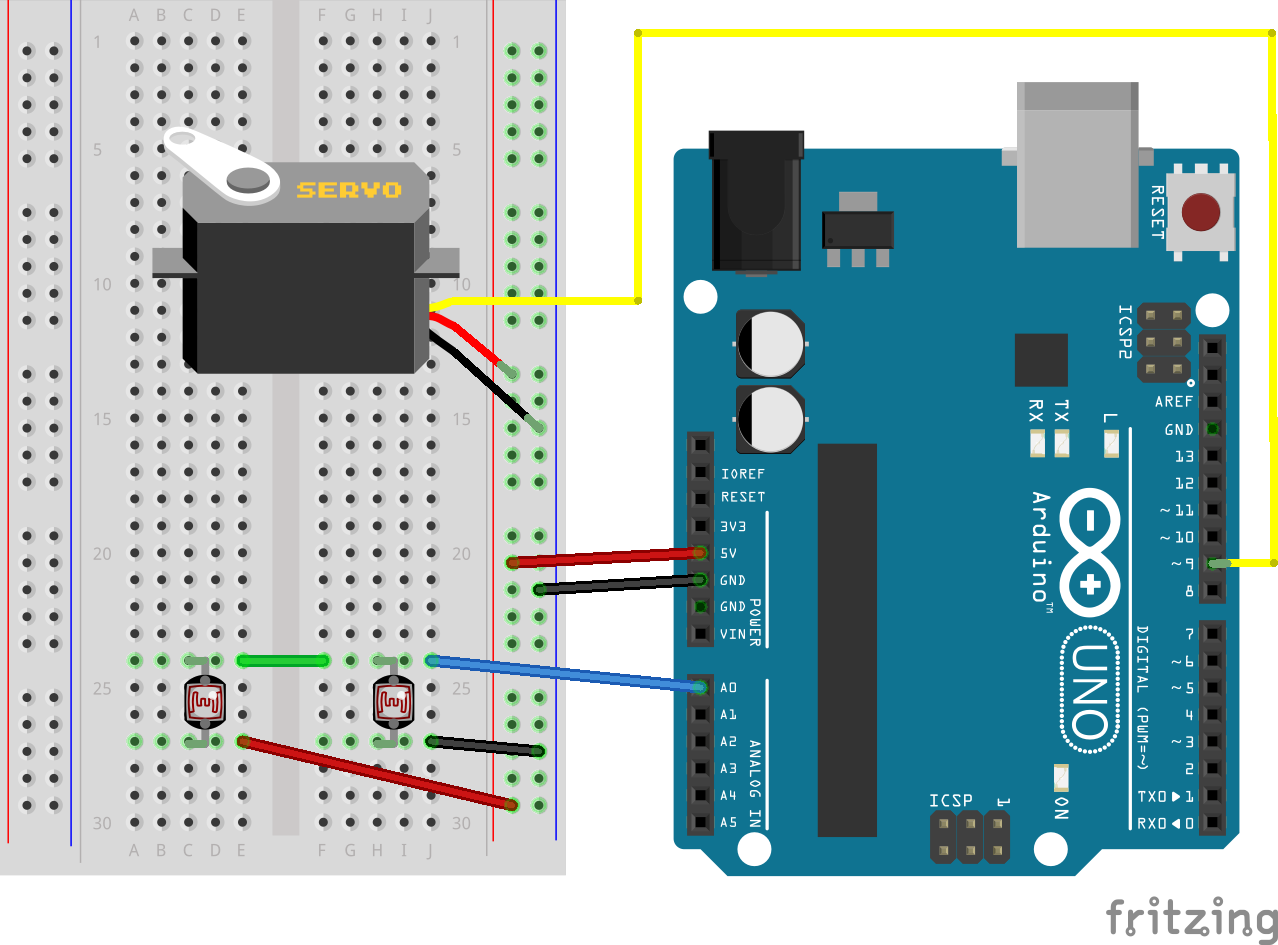 A B C D E F G H I J
1 1
5 5
10 10
15 15
20 20
25 25
30 30
A B C D E F G H I J
SERVO
RESET
ICSP2
AREF
GND
13
12
~11
~10
~9
8
7
~6
~5
4
~3
2
TX0▶1
RX0◀0
RX
TX
L
IOREF
RESET
3V3
5V
GND
GND
VIN
POWER
A0
A1
A2
A3
A4
A5
ANALOG IN
Arduino™
UNO
DIGITAL (PWM=~)
ICSP
1
ON
fritzing